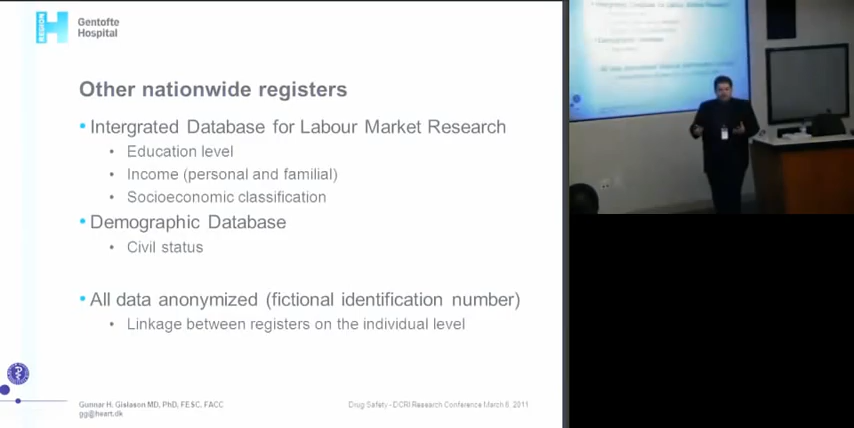 REGION
H
Gentofte
Hospital
Other nationwide registers
• Intergrated Database for Labour Market Research
• Education level
• Income (personal and familial)
• Socioeconomic classification
• Demographic Database
• Civil status
• All data anonymized (fictional identification number)
• Linkage between registers on the individual level
Gunnar H. Gislason MD, PhD, FESC, FACC
gg@heart.dk
Drug Safety - DCRI Research Conference March 8, 2011